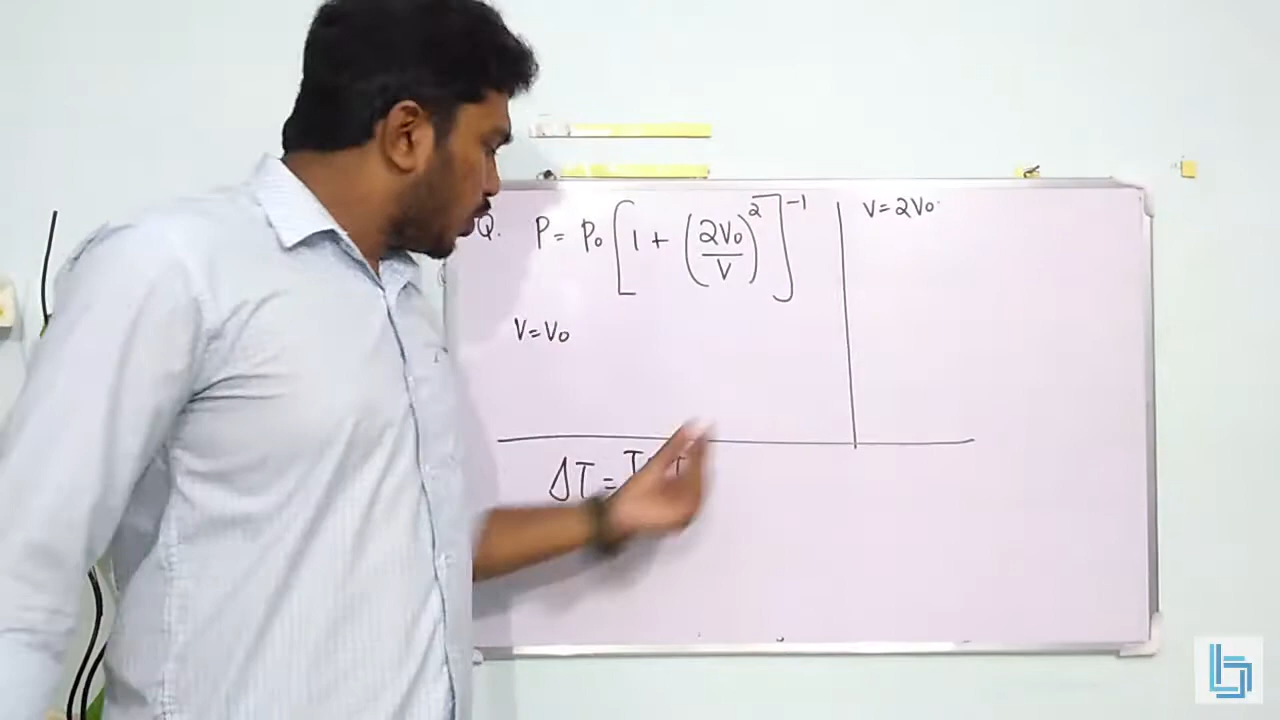 Q. P = P₀ [1 + (2V₀/V)²]⁻¹
V = V₀
V = 2V₀
ΔT =